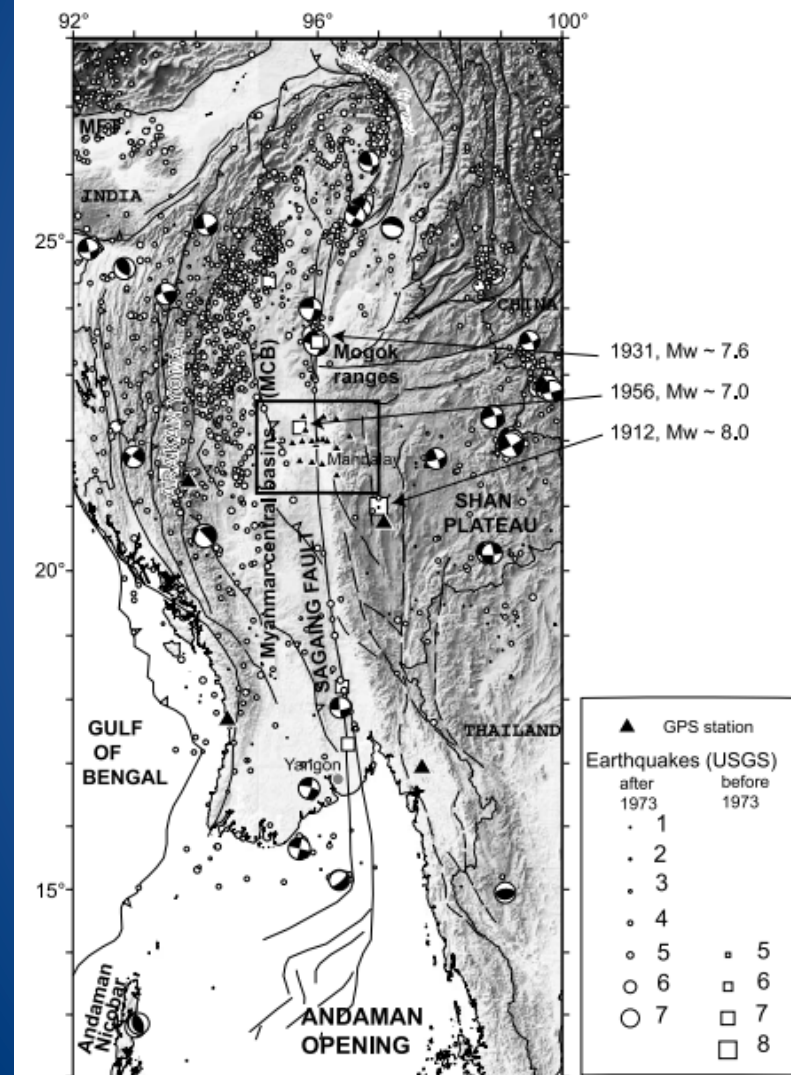 92°
96°
100°
MFT
INDIA
25°
CHINA
1931, Mw ~ 7.6
Mogok
ranges
1956, Mw ~ 7.0
1912, Mw ~ 8.0
ARAKAN YOMA
Myanmar central basins (MCB)
Mandalay
SHAN
PLATEAU
20°
SAGAING FAULT
GULF
OF
BENGAL
THAILAND
Yangon
15°
Andaman
Nicobar
ANDAMAN
OPENING
GPS station
Earthquakes (USGS)
after before
1973 1973
1
2
3
4
5 5
6 6
7 7
8